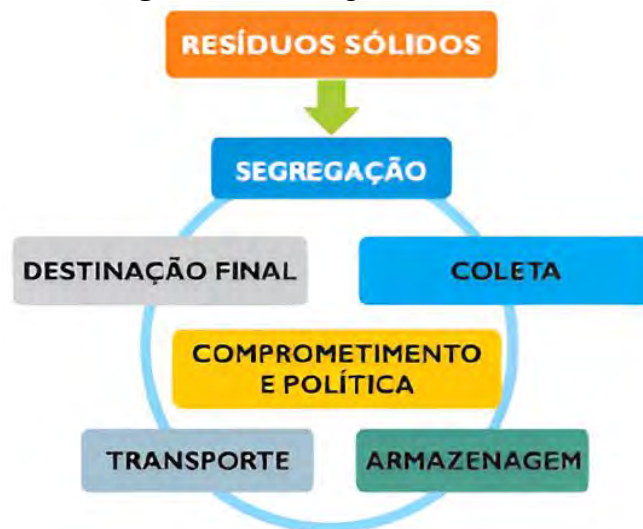 RESÍDUOS SÓLIDOS
SEGREGAÇÃO
DESTINAÇÃO FINAL
COLETA
COMPROMETIMENTO
E POLÍTICA
TRANSPORTE
ARMAZENAGEM